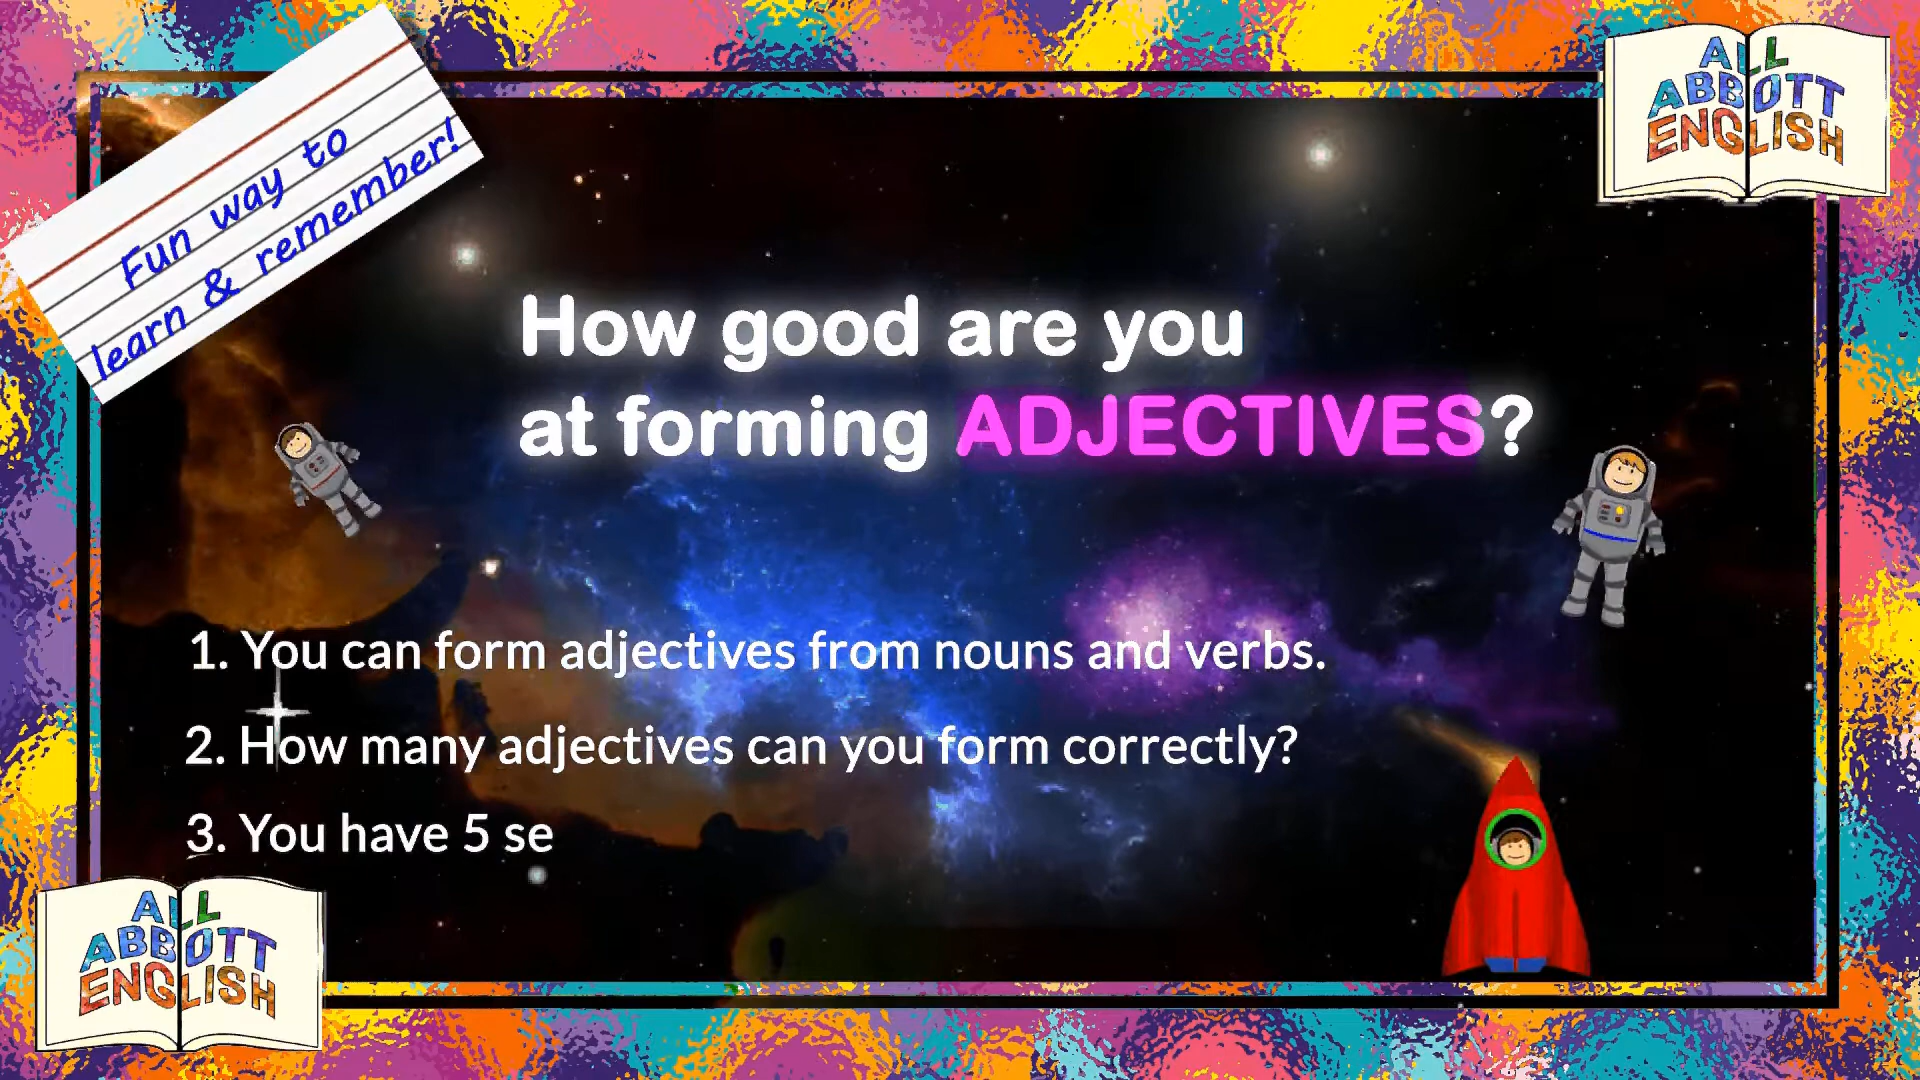 Fun way to
learn & remember!
ALL
ABBOTT
ENGLISH
How good are you
at forming ADJECTIVES?
1. You can form adjectives from nouns and verbs.
2. How many adjectives can you form correctly?
3. You have 5 se
ALL
ABBOTT
ENGLISH